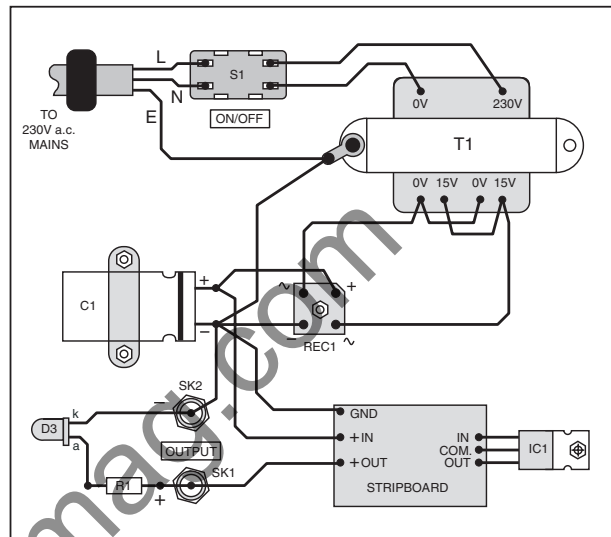 L
N
E
S1
ON/OFF
TO
230V a.c.
MAINS
0V 230V
T1
0V 15V 0V 15V
C1
+
−
~ +
− ~
REC1
SK2
−
k
D3
a
OUTPUT
SK1
R1
+
GND
+IN
+OUT
STRIPBOARD
IN
COM.
OUT
IC1
mag.com